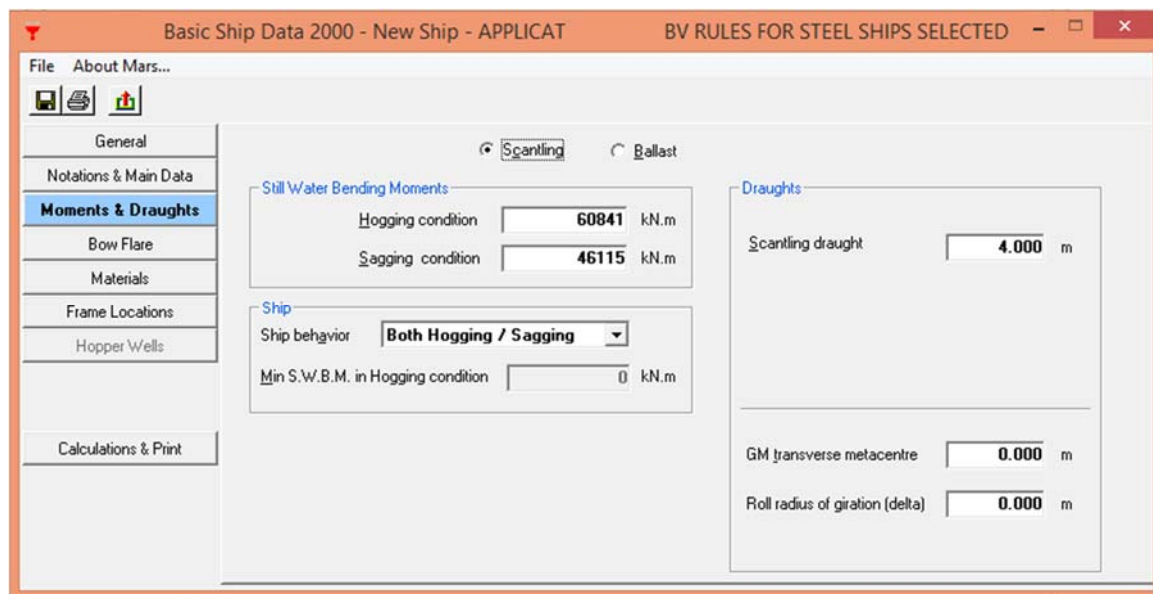 Basic Ship Data 2000 - New Ship - APPLICAT BV RULES FOR STEEL SHIPS SELECTED
File About Mars...
General
Notations & Main Data
Moments & Draughts
Bow Flare
Materials
Frame Locations
Hopper Wells
Calculations & Print
Scantling Ballast
Still Water Bending Moments
Hogging condition 60841 kN.m
Sagging condition 46115 kN.m
Ship
Ship behavior Both Hogging / Sagging
Min S.W.B.M. in Hogging condition 0 kN.m
Draughts
Scantling draught 4.000 m
GM transverse metacentre 0.000 m
Roll radius of giration (delta) 0.000 m